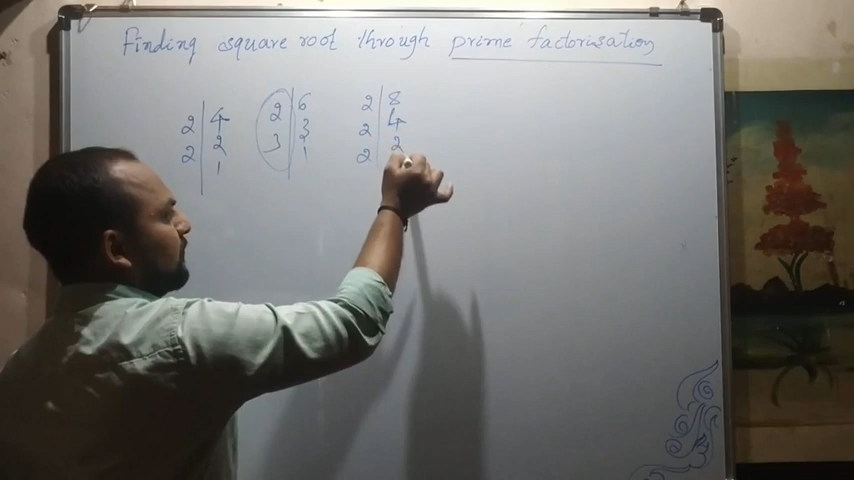 Finding square root through prime factorisation
2 | 4 2 | 6 2 | 8
2 | 2 3 | 3 2 | 4
1 1 2 | 2